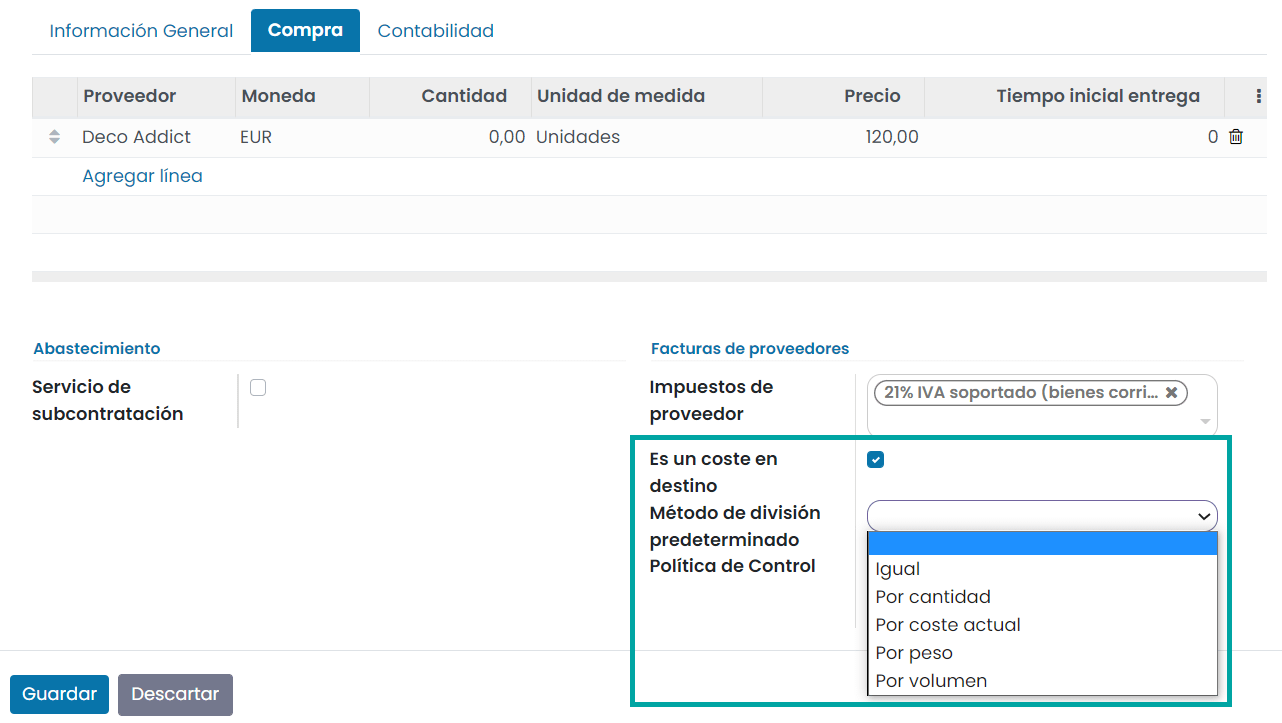 Información General Compra Contabilidad
Proveedor Moneda Cantidad Unidad de medida Precio Tiempo inicial entrega
Deco Addict EUR 0,00 Unidades 120,00 0
Agregar línea
Abastecimiento
Servicio de
subcontratación
Facturas de proveedores
Impuestos de
proveedor
21% IVA soportado (bienes corri...
Es un coste en
destino
Método de división
predeterminado
Política de Control
Igual
Por cantidad
Por coste actual
Por peso
Por volumen
Guardar Descartar